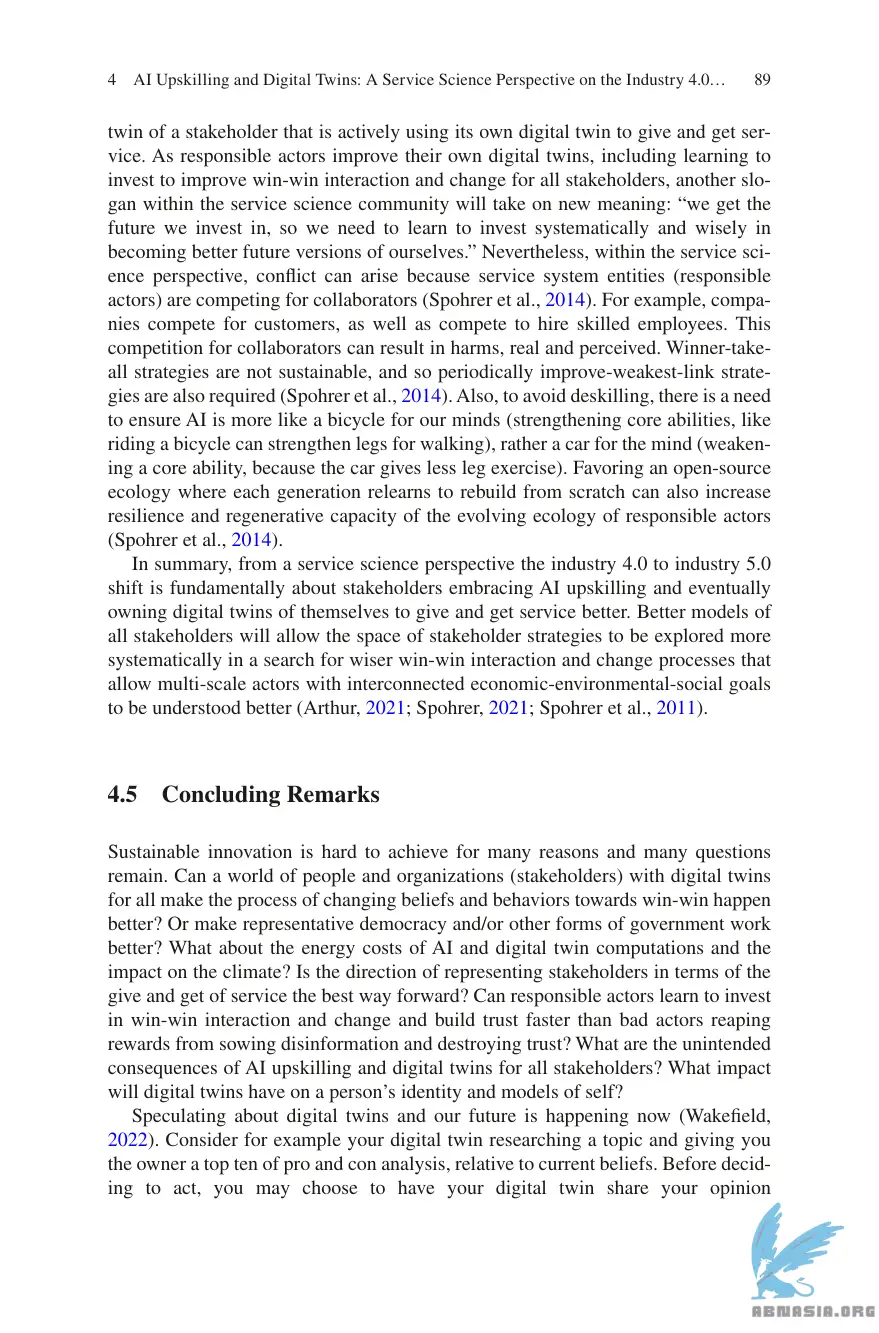 4 AI Upskilling and Digital Twins: A Service Science Perspective on the Industry 4.0… 89
twin of a stakeholder that is actively using its own digital twin to give and get ser-
vice. As responsible actors improve their own digital twins, including learning to
invest to improve win-win interaction and change for all stakeholders, another slo-
gan within the service science community will take on new meaning: “we get the
future we invest in, so we need to learn to invest systematically and wisely in
becoming better future versions of ourselves.” Nevertheless, within the service sci-
ence perspective, conflict can arise because service system entities (responsible
actors) are competing for collaborators (Spohrer et al., 2014). For example, compa-
nies compete for customers, as well as compete to hire skilled employees. This
competition for collaborators can result in harms, real and perceived. Winner-take-
all strategies are not sustainable, and so periodically improve-weakest-link strate-
gies are also required (Spohrer et al., 2014). Also, to avoid deskilling, there is a need
to ensure AI is more like a bicycle for our minds (strengthening core abilities, like
riding a bicycle can strengthen legs for walking), rather a car for the mind (weaken-
ing a core ability, because the car gives less leg exercise). Favoring an open-source
ecology where each generation relearns to rebuild from scratch can also increase
resilience and regenerative capacity of the evolving ecology of responsible actors
(Spohrer et al., 2014).
In summary, from a service science perspective the industry 4.0 to industry 5.0
shift is fundamentally about stakeholders embracing AI upskilling and eventually
owning digital twins of themselves to give and get service better. Better models of
all stakeholders will allow the space of stakeholder strategies to be explored more
systematically in a search for wiser win-win interaction and change processes that
allow multi-scale actors with interconnected economic-environmental-social goals
to be understood better (Arthur, 2021; Spohrer, 2021; Spohrer et al., 2011).
4.5 Concluding Remarks
Sustainable innovation is hard to achieve for many reasons and many questions
remain. Can a world of people and organizations (stakeholders) with digital twins
for all make the process of changing beliefs and behaviors towards win-win happen
better? Or make representative democracy and/or other forms of government work
better? What about the energy costs of AI and digital twin computations and the
impact on the climate? Is the direction of representing stakeholders in terms of the
give and get of service the best way forward? Can responsible actors learn to invest
in win-win interaction and change and build trust faster than bad actors reaping
rewards from sowing disinformation and destroying trust? What are the unintended
consequences of AI upskilling and digital twins for all stakeholders? What impact
will digital twins have on a person’s identity and models of self?
Speculating about digital twins and our future is happening now (Wakefield,
2022). Consider for example your digital twin researching a topic and giving you
the owner a top ten of pro and con analysis, relative to current beliefs. Before decid-
ing to act, you may choose to have your digital twin share your opinion
ABNASIA.ORG